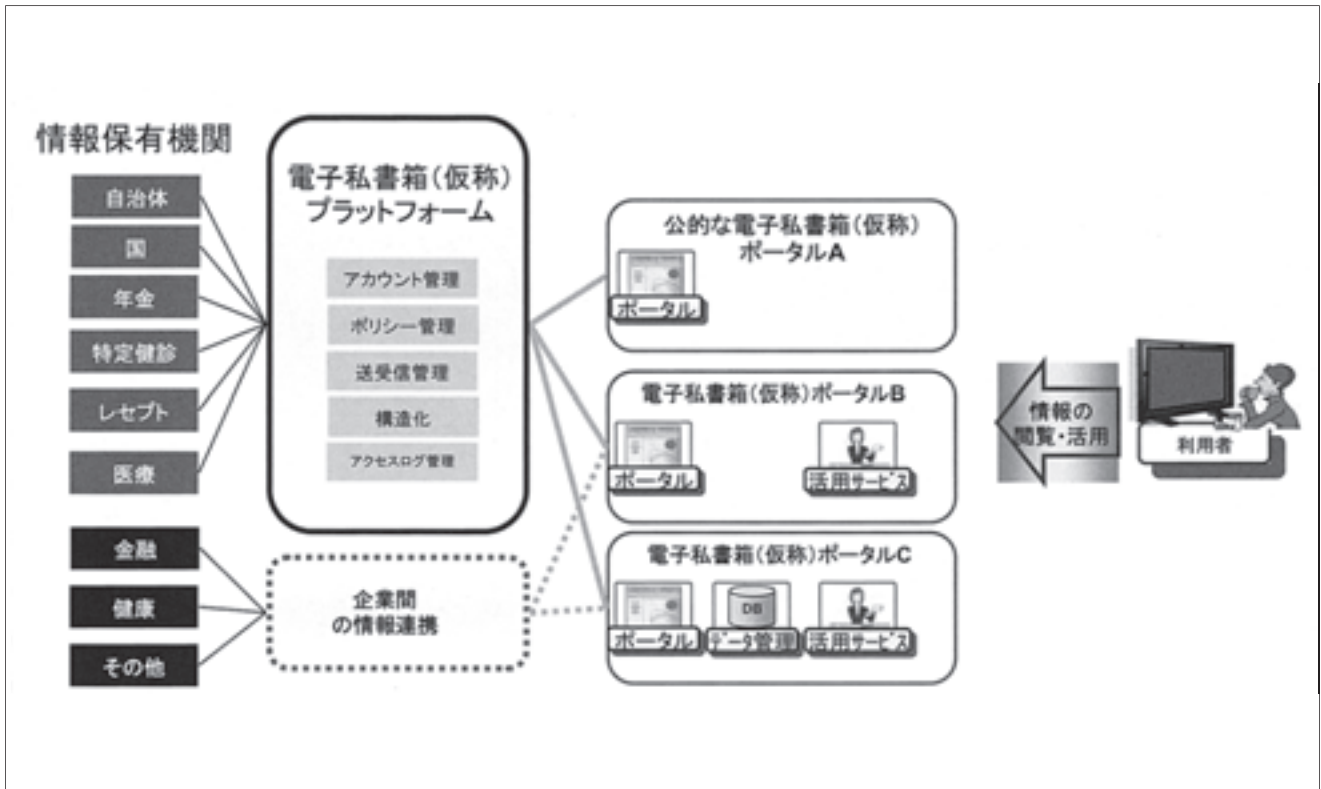 情報保有機関
自治体
国
年金
特定健診
レセプト
医療
金融
健康
その他
電子私書箱(仮称)
プラットフォーム
アカウント管理
ポリシー管理
送受信管理
構造化
アクセスログ管理
企業間
の情報連携
公的な電子私書箱(仮称)
ポータルA
ポータル
電子私書箱(仮称)ポータルB
ポータル
活用サービス
電子私書箱(仮称)ポータルC
ポータル
DB
データ管理
活用サービス
情報の
閲覧・活用
利用者